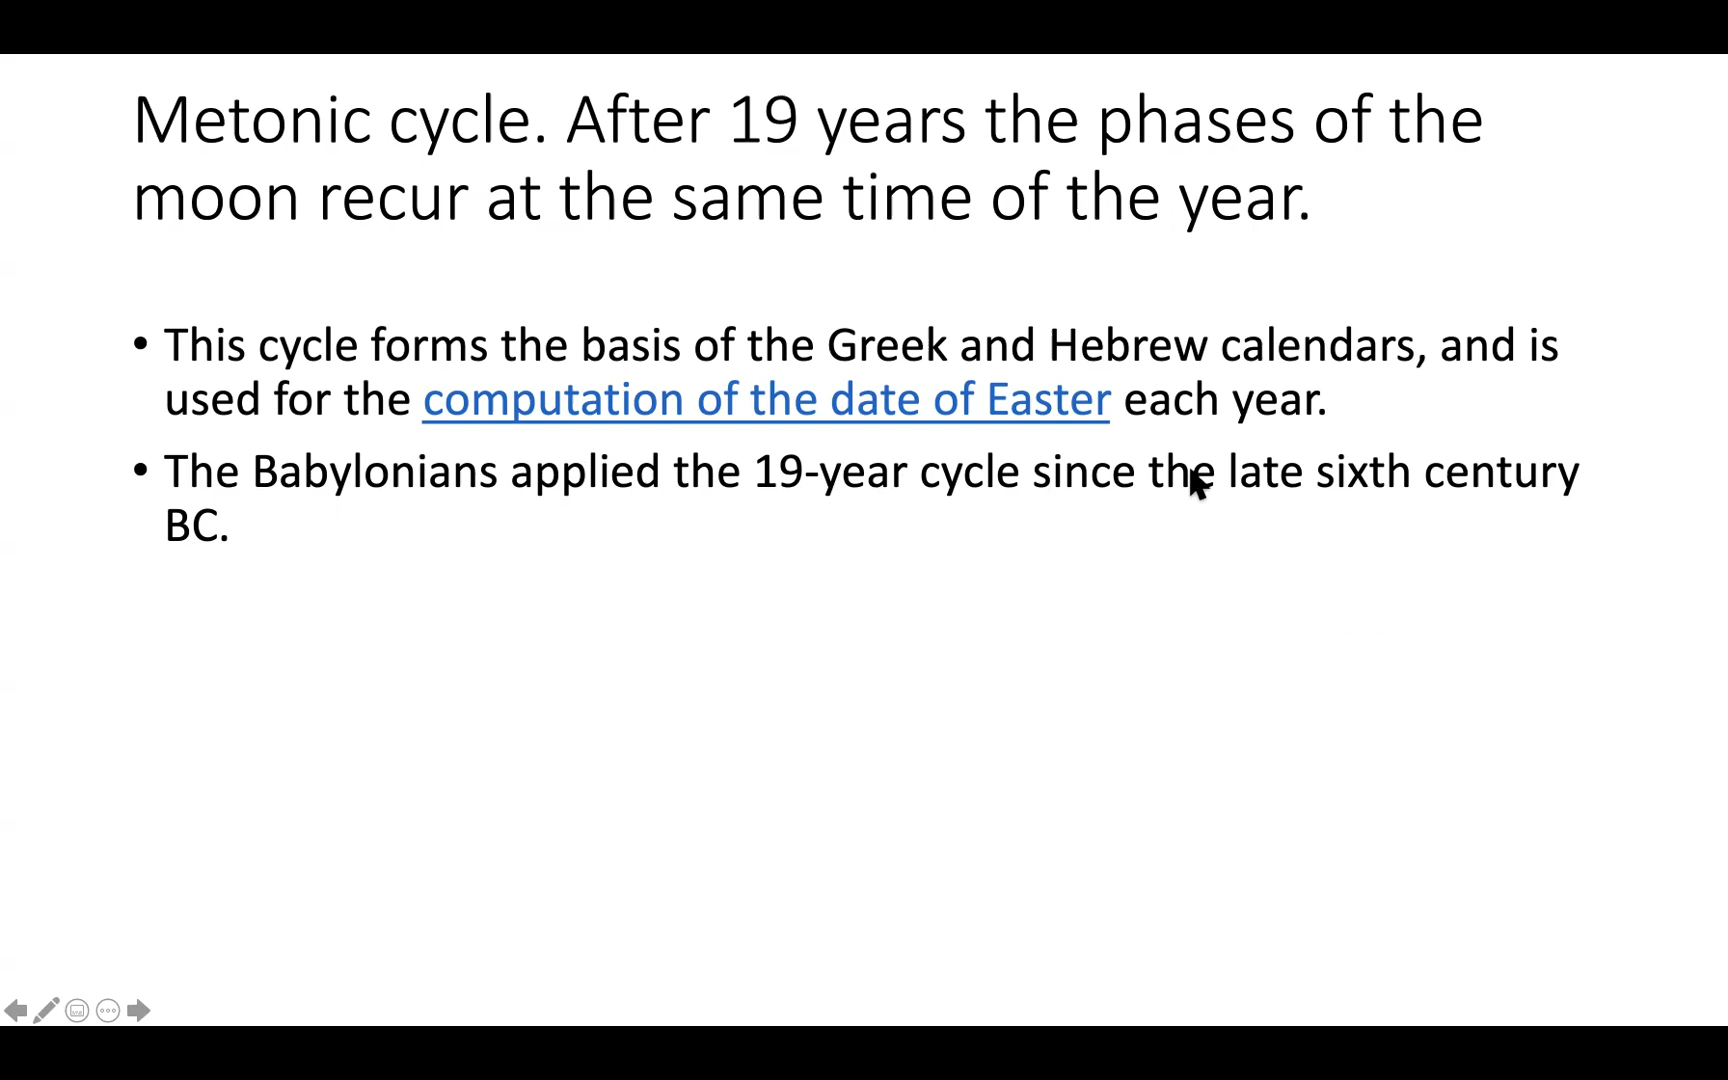 Metonic cycle. After 19 years the phases of the
moon recur at the same time of the year.
• This cycle forms the basis of the Greek and Hebrew calendars, and is
used for the computation of the date of Easter each year.
• The Babylonians applied the 19-year cycle since the late sixth century
BC.